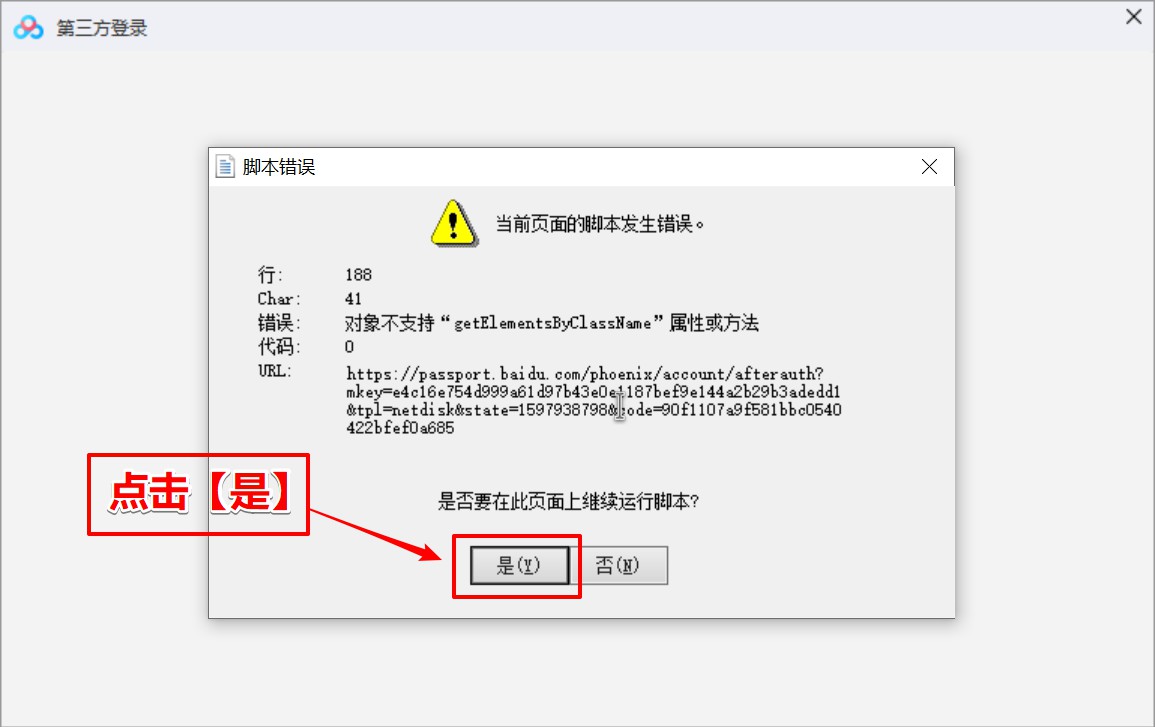 第三方登录
脚本错误
当前页面的脚本发生错误。
行: 188
Char: 41
错误: 对象不支持“getElementsByClassName”属性或方法
代码: 0
URL: https://passport.baidu.com/phoenix/account/afterauth?
mkey=e4c16e754d999a61d97b43e0e1187bef9e144a2b29b3adedd1
&tpl=netdisk&state=1597938798&code=90f1107a9f581bbc0540
422bfef0a685
点击【是】
是否要在此页面上继续运行脚本?
是(Y) 否(N)